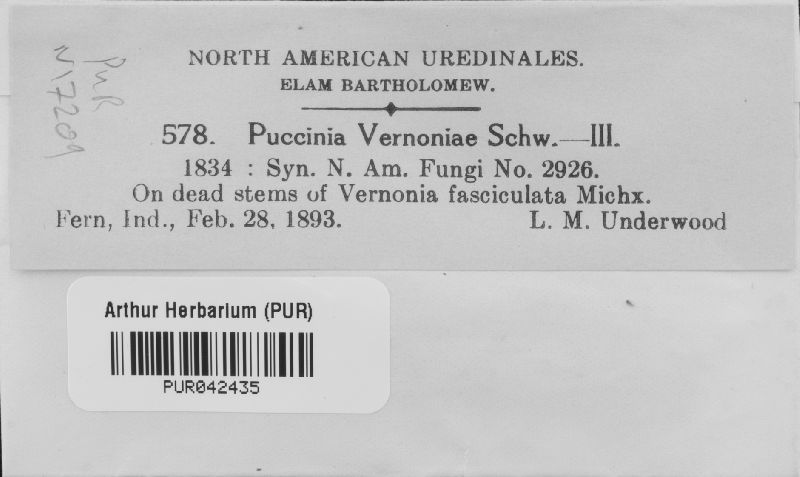 NORTH AMERICAN UREDINALES.
ELAM BARTHOLOMEW.
578. Puccinia Vernoniae Schw.—III.
1834 : Syn. N. Am. Fungi No. 2926.
On dead stems of Vernonia fasciculata Michx.
Fern, Ind., Feb. 28, 1893. L. M. Underwood
PUR
N17209
Arthur Herbarium (PUR)
PUR042435